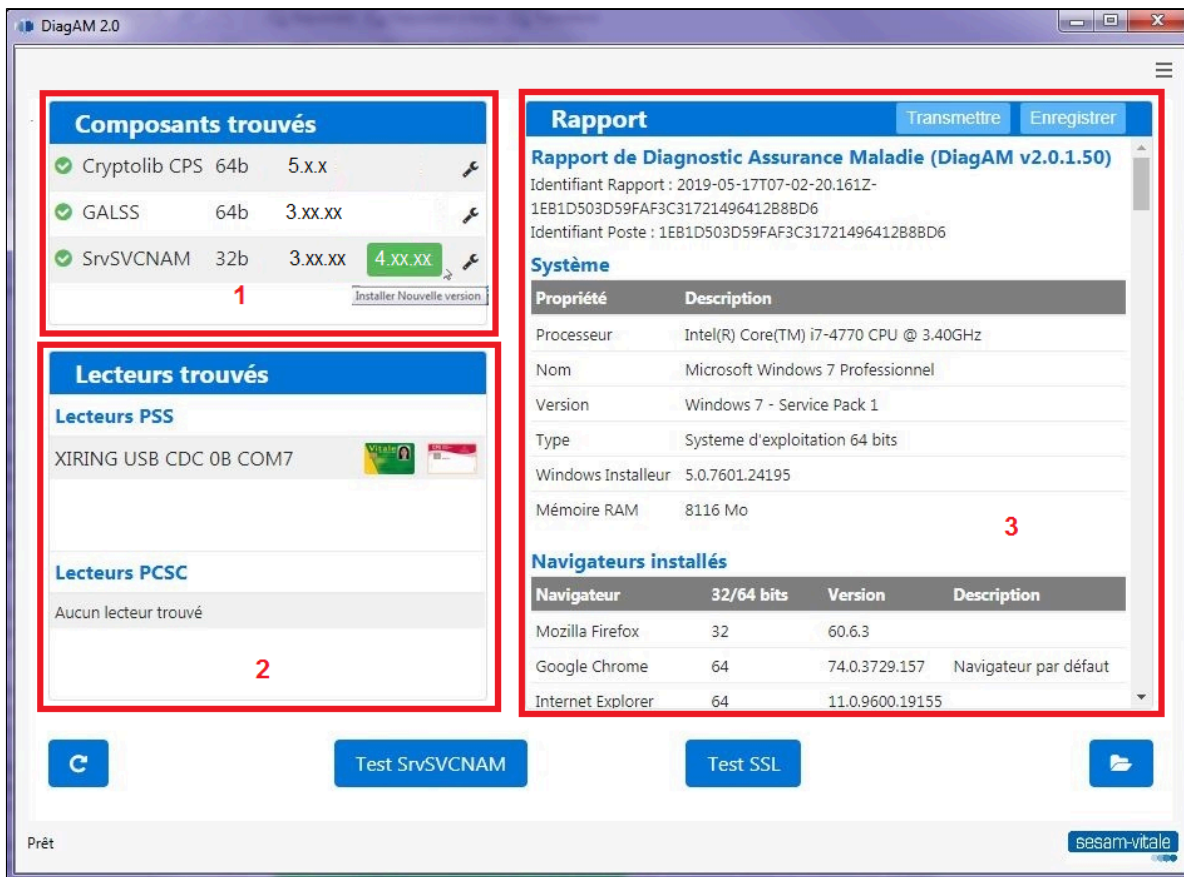 DiagAM 2.0
Composants trouvés
Cryptolib CPS 64b 5.x.x
GALSS 64b 3.xx.xx
SrvSVCNAM 32b 3.xx.xx 4.xx.xx
1
Installer Nouvelle version
Lecteurs trouvés
Lecteurs PSS
XIRING USB CDC 0B COM7
Vitale
Lecteurs PCSC
Aucun lecteur trouvé
2
Rapport Transmettre Enregistrer
Rapport de Diagnostic Assurance Maladie (DiagAM v2.0.1.50)
Identifiant Rapport : 2019-05-17T07-02-20.161Z-
1EB1D503D59FAF3C31721496412B8BD6
Identifiant Poste : 1EB1D503D59FAF3C31721496412B8BD6
Système
Propriété Description
Processeur Intel(R) Core(TM) i7-4770 CPU @ 3.40GHz
Nom Microsoft Windows 7 Professionnel
Version Windows 7 - Service Pack 1
Type Systeme d'exploitation 64 bits
Windows Installeur 5.0.7601.24195
Mémoire RAM 8116 Mo
3
Navigateurs installés
Navigateur 32/64 bits Version Description
Mozilla Firefox 32 60.6.3
Google Chrome 64 74.0.3729.157 Navigateur par défaut
Internet Explorer 64 11.0.9600.19155
Test SrvSVCNAM Test SSL
Prêt
sesam-vitale